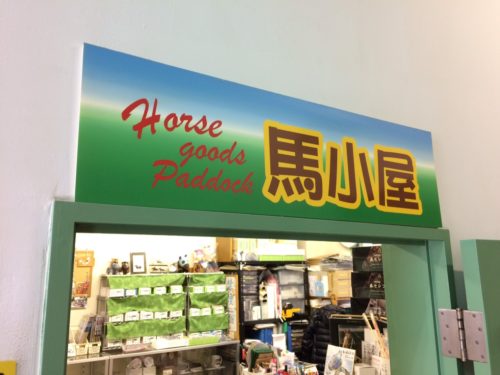 Horse
goods
Paddock
馬小屋